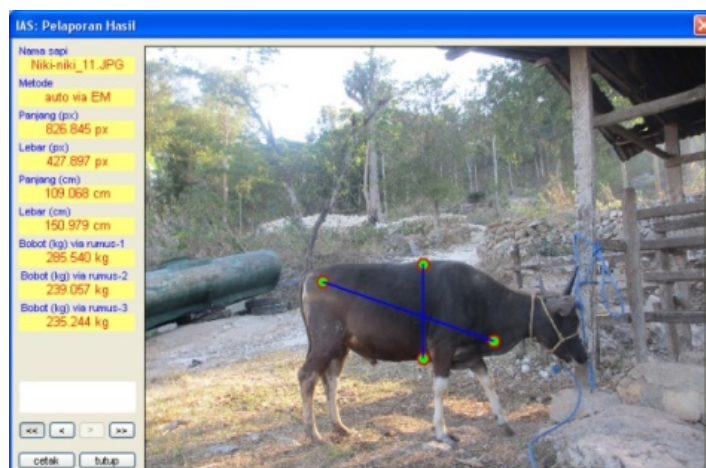 IAS: Pelaporan Hasil
Nama sapi
Niki-niki_11.JPG
Metode
auto via EM
Panjang (px)
826.845 px
Lebar (px)
427.897 px
Panjang (cm)
109.068 cm
Lebar (cm)
150.979 cm
Bobot (kg) via rumus-1
285.540 kg
Bobot (kg) via rumus-2
239.057 kg
Bobot (kg) via rumus-3
235.244 kg
<< < > >>
cetak tutup